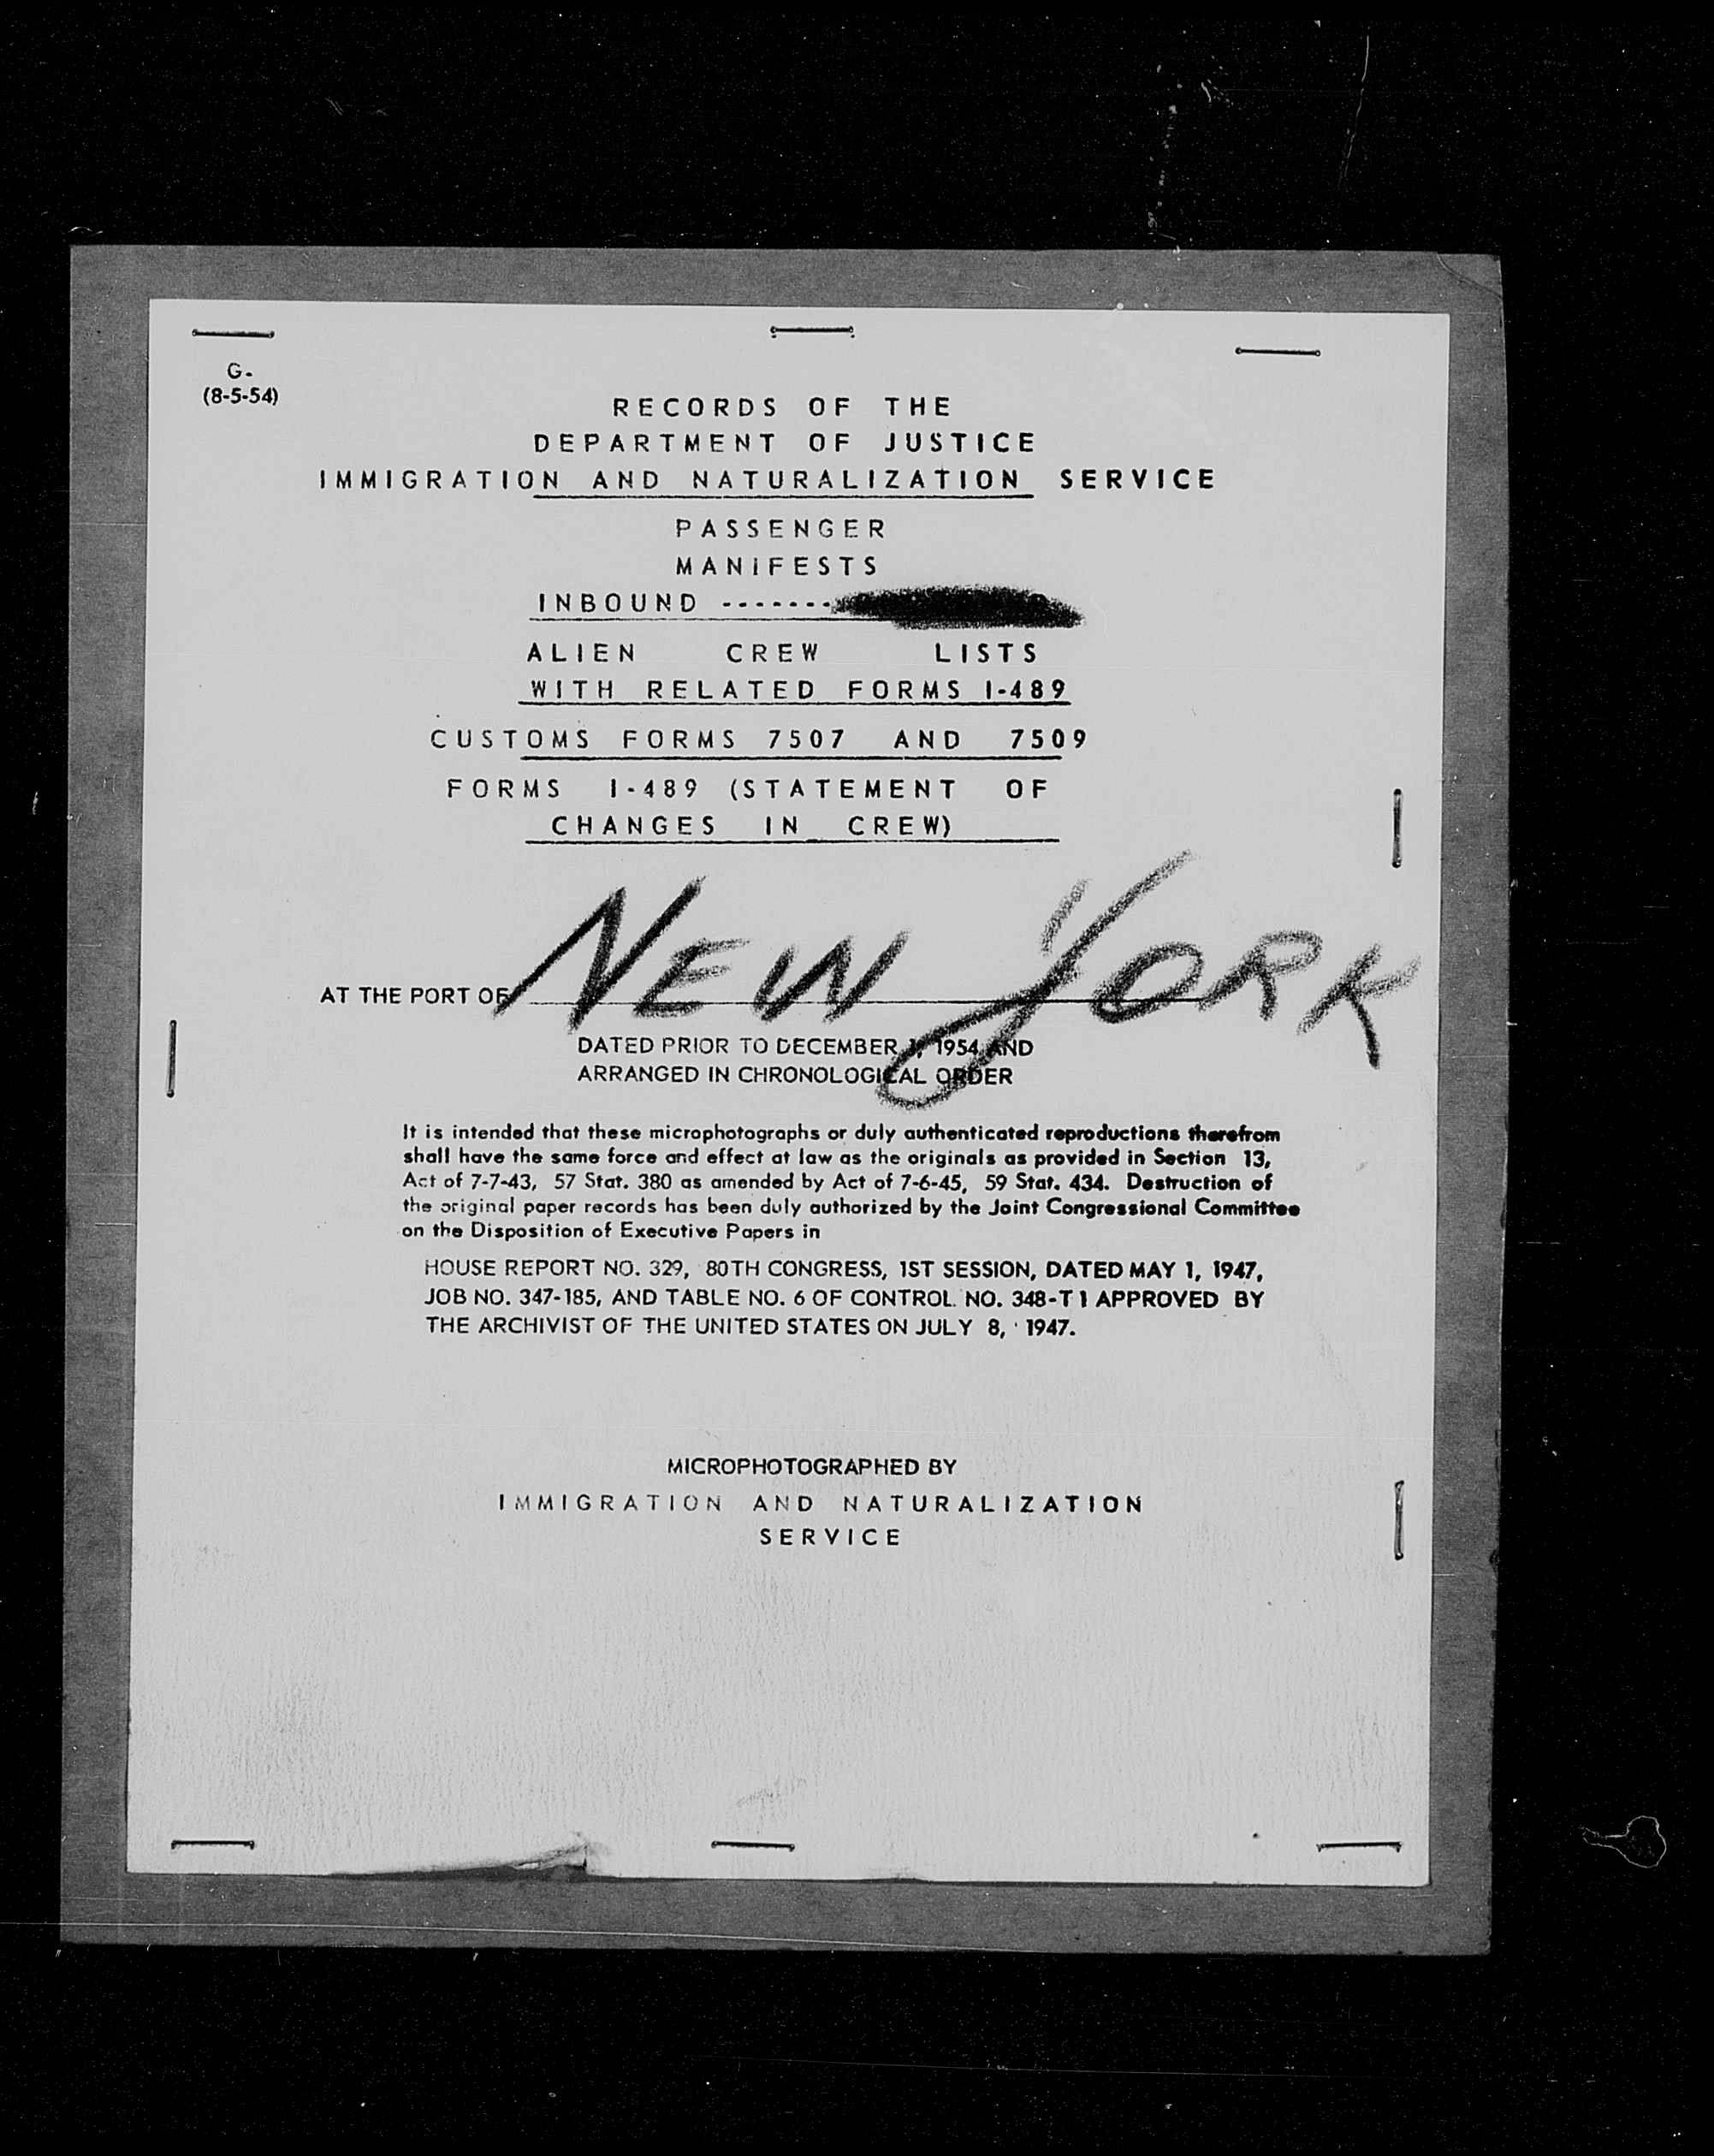 G-
(8-5-54)
RECORDS OF THE
DEPARTMENT OF JUSTICE
IMMIGRATION AND NATURALIZATION SERVICE
PASSENGER
MANIFESTS
INBOUND -------
ALIEN CREW LISTS
WITH RELATED FORMS I-489
CUSTOMS FORMS 7507 AND 7509
FORMS I-489 (STATEMENT OF
CHANGES IN CREW)
AT THE PORT OF NEW YORK
DATED PRIOR TO DECEMBER 1, 1954 AND
ARRANGED IN CHRONOLOGICAL ORDER
It is intended that these microphotographs or duly authenticated reproductions therefrom
shall have the same force and effect at law as the originals as provided in Section 13,
Act of 7-7-43, 57 Stat. 380 as amended by Act of 7-6-45, 59 Stat. 434. Destruction of
the original paper records has been duly authorized by the Joint Congressional Committee
on the Disposition of Executive Papers in
HOUSE REPORT NO. 329, 80TH CONGRESS, 1ST SESSION, DATED MAY 1, 1947,
JOB NO. 347-185, AND TABLE NO. 6 OF CONTROL NO. 348-T 1 APPROVED BY
THE ARCHIVIST OF THE UNITED STATES ON JULY 8, 1947.
MICROPHOTOGRAPHED BY
IMMIGRATION AND NATURALIZATION
SERVICE